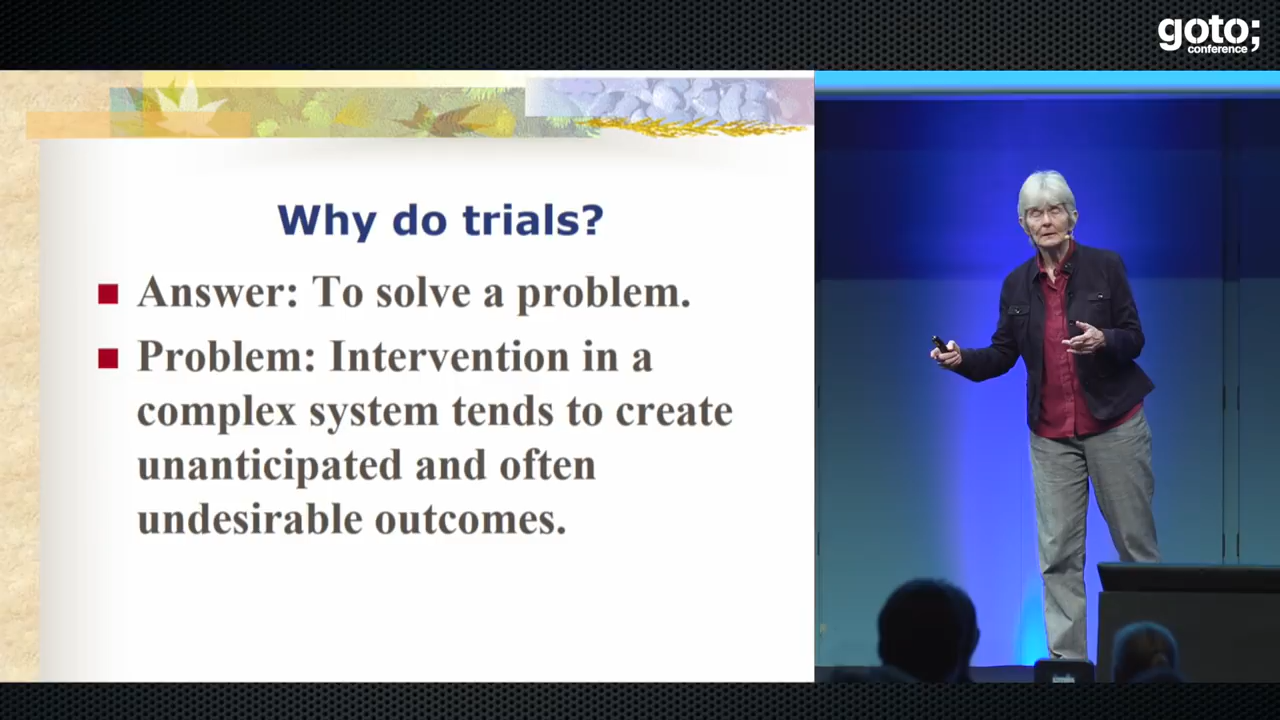 goto;
conference
Why do trials?
Answer: To solve a problem.
Problem: Intervention in a
complex system tends to create
unanticipated and often
undesirable outcomes.